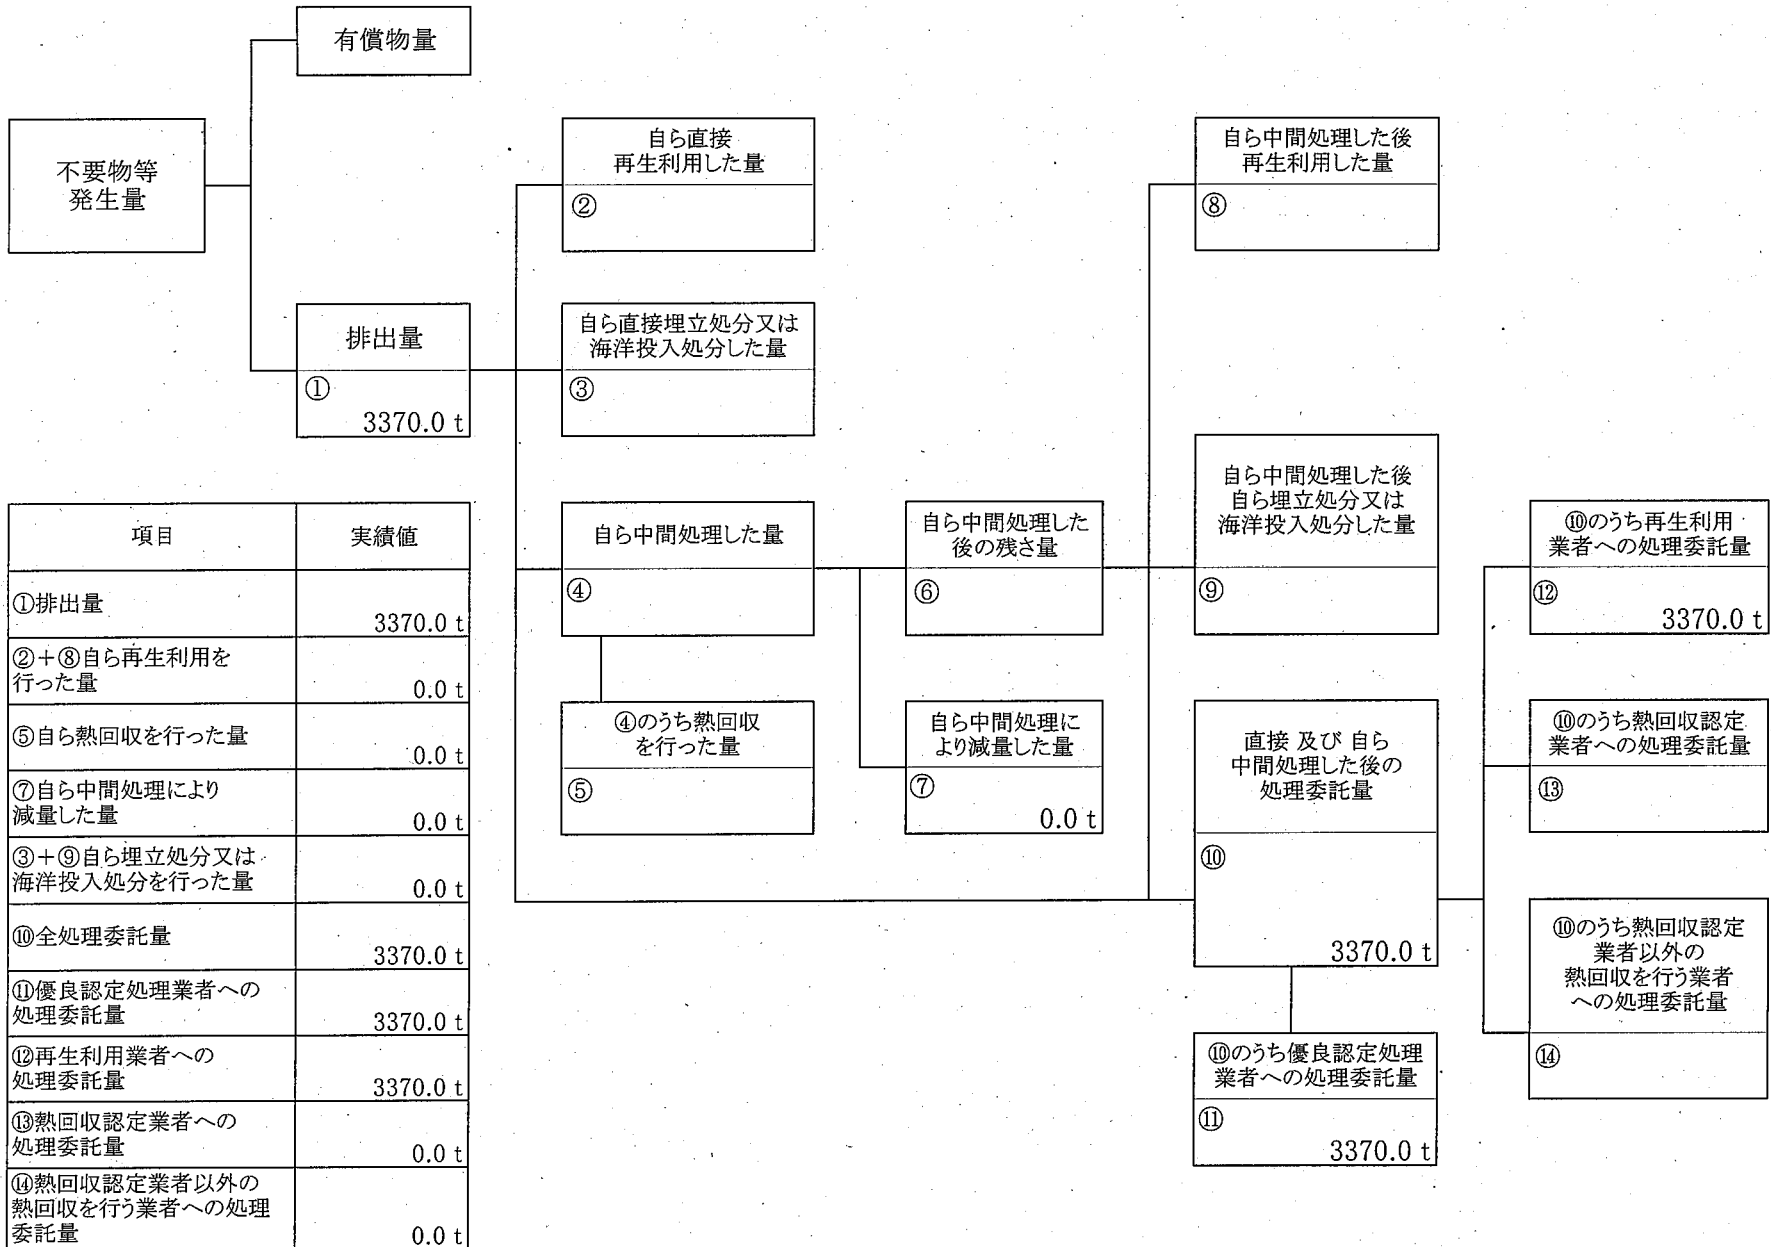 有償物量
不要物等
発生量
排出量
①
3370.0 t
自ら直接
再生利用した量
②
自ら直接埋立処分又は
海洋投入処分した量
③
自ら中間処理した量
④
④のうち熱回収
を行った量
⑤
自ら中間処理した
後の残さ量
⑥
自ら中間処理に
より減量した量
⑦
0.0 t
自ら中間処理した後
再生利用した量
⑧
自ら中間処理した後
自ら埋立処分又は
海洋投入処分した量
⑨
直接 及び 自ら
中間処理した後の
処理委託量
⑩
3370.0 t
⑩のうち優良認定処理
業者への処理委託量
⑪
3370.0 t
⑩のうち再生利用
業者への処理委託量
⑫
3370.0 t
⑩のうち熱回収認定
業者への処理委託量
⑬
⑩のうち熱回収認定
業者以外の
熱回収を行う業者
への処理委託量
⑭
項目 実績値
①排出量
3370.0 t
②+⑧自ら再生利用を
行った量
0.0 t
⑤自ら熱回収を行った量
0.0 t
⑦自ら中間処理により
減量した量
0.0 t
③+⑨自ら埋立処分又は
海洋投入処分を行った量
0.0 t
⑩全処理委託量
3370.0 t
⑪優良認定処理業者への
処理委託量
3370.0 t
⑫再生利用業者への
処理委託量
3370.0 t
⑬熱回収認定業者への
処理委託量
0.0 t
⑭熱回収認定業者以外の
熱回収を行う業者への処理
委託量
0.0 t